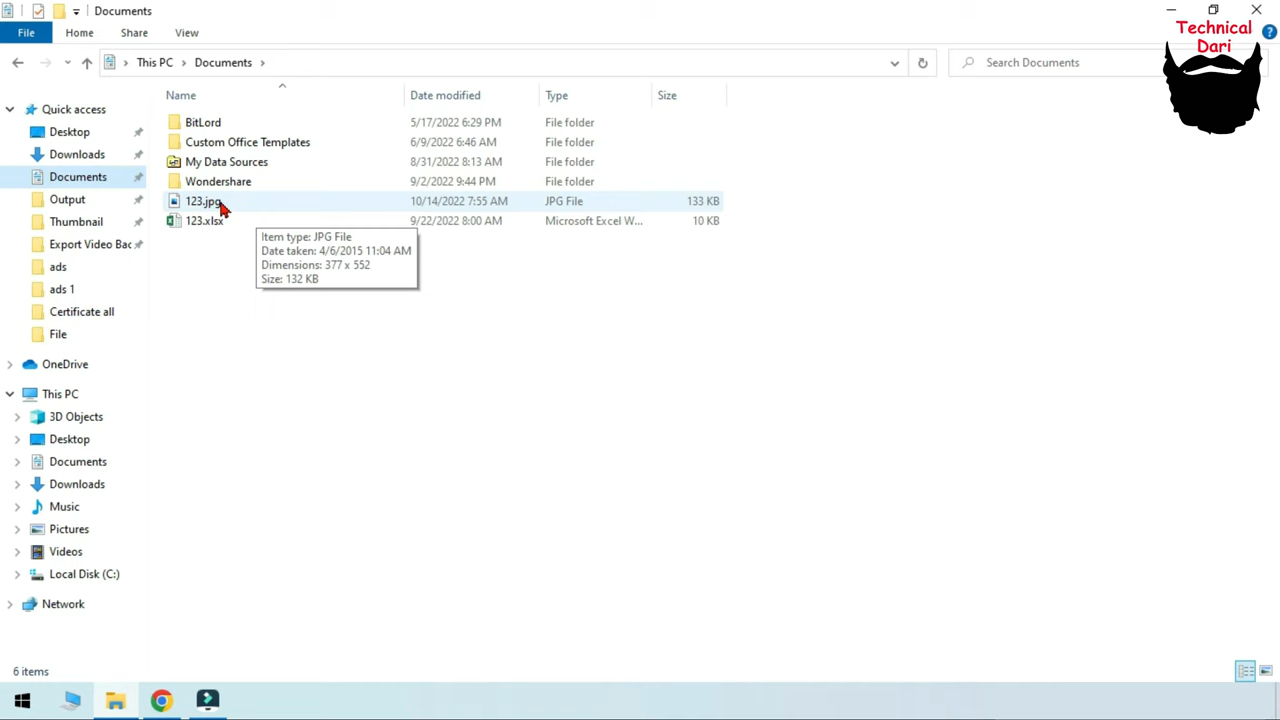 Documents
File Home Share View
This PC Documents Search Documents
Technical
Dari
Name Date modified Type Size
Quick access
Desktop
Downloads
Documents
Output
Thumbnail
Export Video Bac
ads
ads 1
Certificate all
File
OneDrive
This PC
3D Objects
Desktop
Documents
Downloads
Music
Pictures
Videos
Local Disk (C:)
Network
BitLord 5/17/2022 6:29 PM File folder
Custom Office Templates 6/9/2022 6:46 AM File folder
My Data Sources 8/31/2022 8:13 AM File folder
Wondershare 9/2/2022 9:44 PM File folder
123.jpg 10/14/2022 7:55 AM JPG File 133 KB
123.xlsx 9/22/2022 8:00 AM Microsoft Excel W... 10 KB
Item type: JPG File
Date taken: 4/6/2015 11:04 AM
Dimensions: 377 x 552
Size: 132 KB
6 items